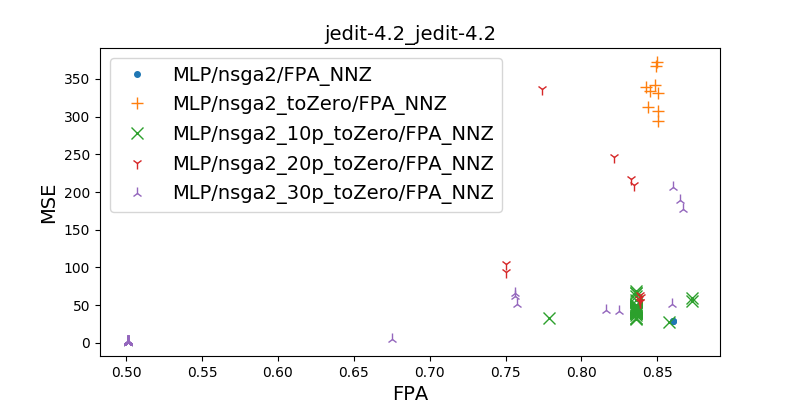 jedit-4.2_jedit-4.2
MLP/nsga2/FPA_NNZ
MLP/nsga2_toZero/FPA_NNZ
MLP/nsga2_10p_toZero/FPA_NNZ
MLP/nsga2_20p_toZero/FPA_NNZ
MLP/nsga2_30p_toZero/FPA_NNZ
MSE
350
300
250
200
150
100
50
0
0.50 0.55 0.60 0.65 0.70 0.75 0.80 0.85
FPA